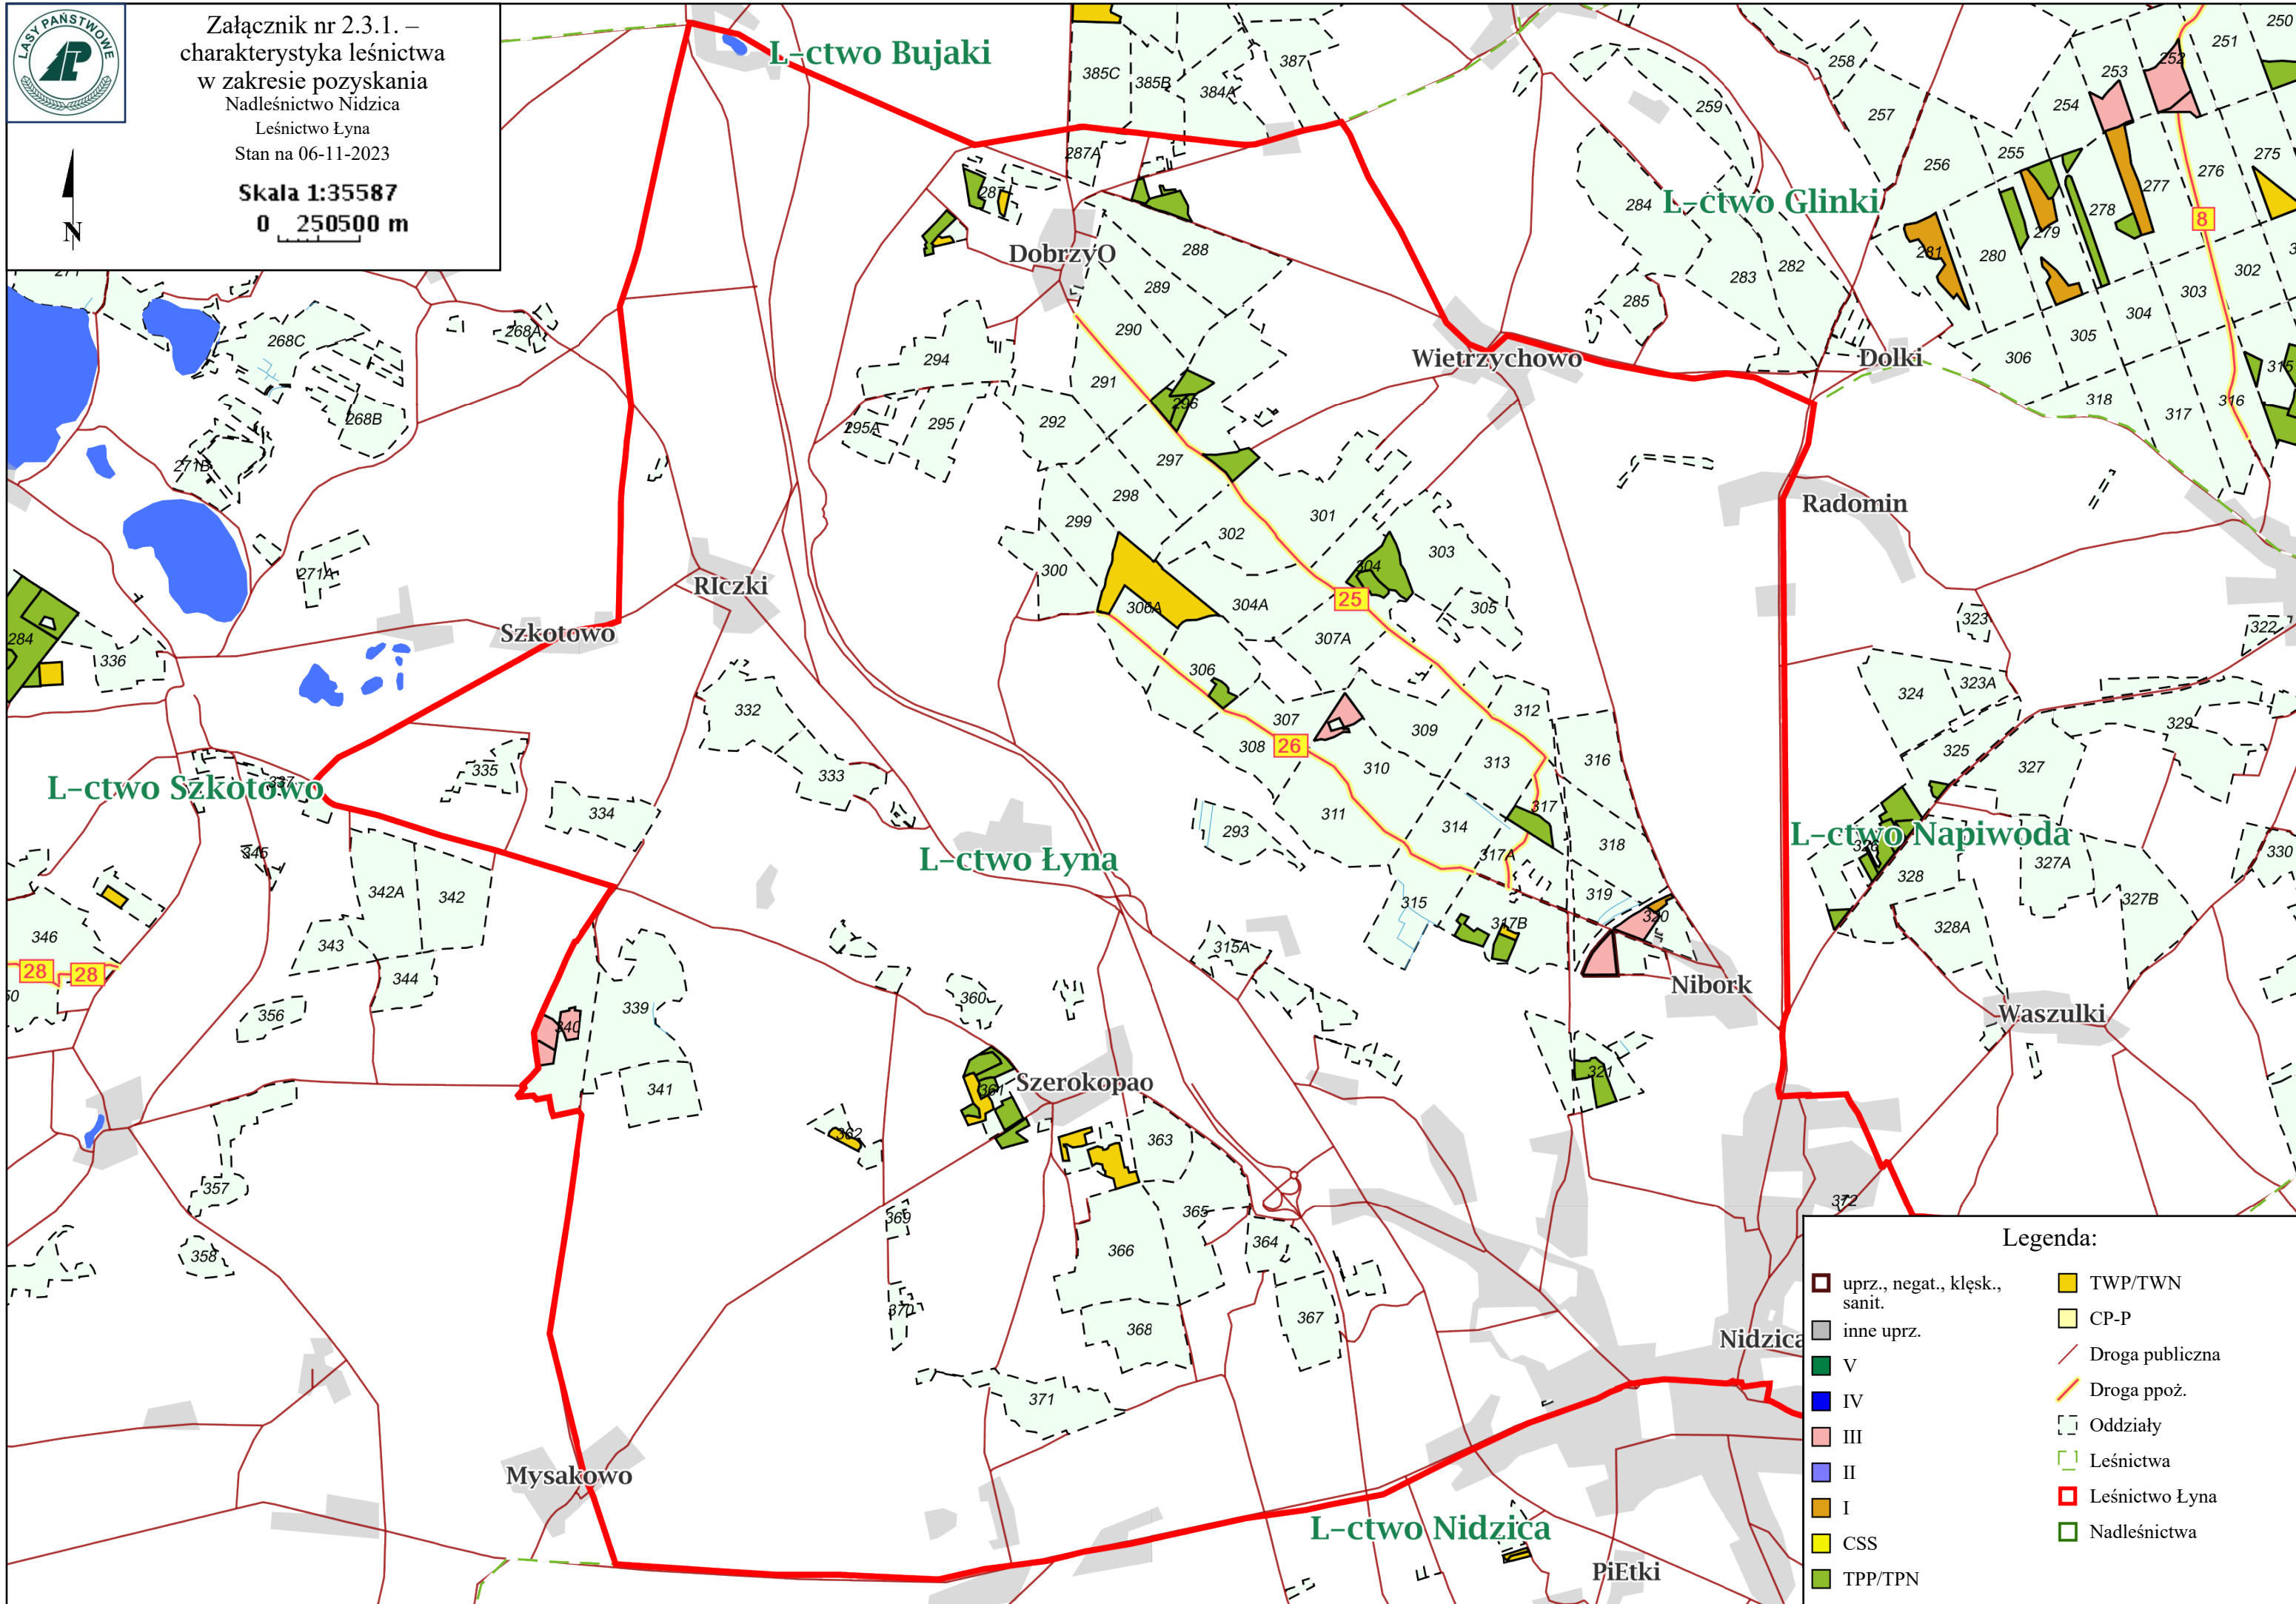 LASY PAŃSTWOWE
Załącznik nr 2.3.1. –
charakterystyka leśnictwa
w zakresie pozyskania
Nadleśnictwo Nidzica
Leśnictwo Łyna
Stan na 06-11-2023
Skala 1:35587
0 250500 m
N
L-ctwo Bujaki
385C
385B
384A
387
258
259
257
250
251
252
253
254
255
256
275
276
277
278
279
280
281
8
L-ctwo Glinki
284
283
282
285
302
303
304
305
306
315
316
317
318
Dolki
287A
287
DobrzyO
288
289
290
291
294
295
295A
292
296
297
298
299
300
301
302
303
304
305
304A
306A
307A
25
Wietrzychowo
Radomin
268C
268A
268B
271B
271A
RIczki
Szkotowo
284
336
306
307
308
26
309
310
311
312
313
314
316
317
318
317A
319
320
317B
315
315A
293
Nibork
321
332
333
334
335
337
L-ctwo Szkotowo
L-ctwo Łyna
345
342A
342
343
344
346
28
28
356
357
358
339
340
341
360
361
362
Szerokopao
363
364
365
366
367
368
369
370
371
Mysakowo
323
322
324
323A
325
329
327
L-ctwo Napiwoda
326
328
327A
327B
328A
330
Waszulki
372
Nidzica
L-ctwo Nidzica
PiEtki
Legenda:
uprz., negat., klęsk.,
sanit.
inne uprz.
V
IV
III
II
I
CSS
TPP/TPN
TWP/TWN
CP-P
Droga publiczna
Droga ppoż.
Oddziały
Leśnictwa
Leśnictwo Łyna
Nadleśnictwa